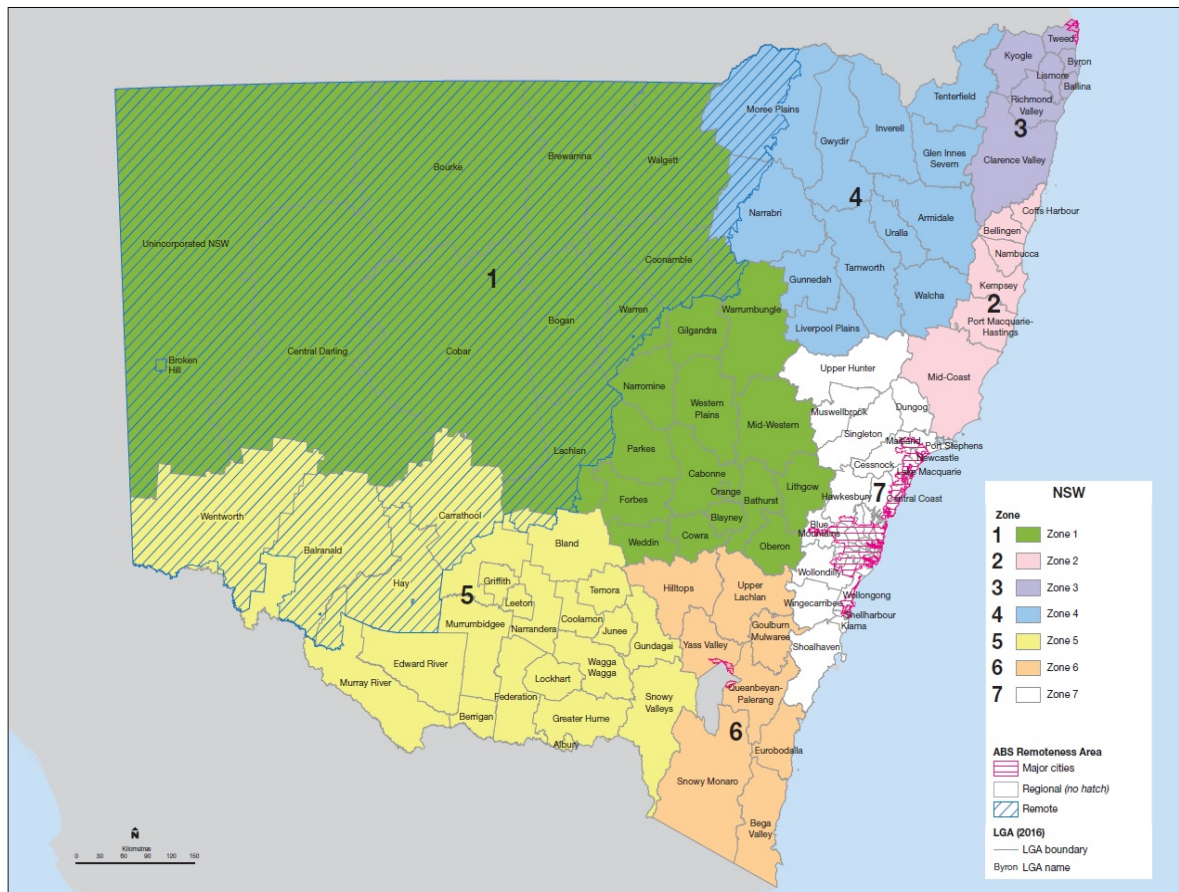 Tweed
Kyogle
Byron
Lismore
Ballina
Richmond
Valley
3
Clarence Valley
Tenterfield
Moree Plains
Inverell
Gwydir
Glen Innes
Severn
4
Narrabri
Armidale
Uralla
Tamworth
Gunnedah
Walcha
Liverpool Plains
Coffs Harbour
Bellingen
Nambucca
Kempsey
2
Port Macquarie-
Hastings
Mid-Coast
Brewarrina
Walgett
Bourke
Unincorporated NSW
1
Coonamble
Warren
Bogan
Warrumbungle
Gilgandra
Central Darling
Cobar
Broken
Hill
Narromine
Western
Plains
Mid-Western
Lachlan
Parkes
Cabonne
Orange
Lithgow
Forbes
Bathurst
Blayney
Weddin
Cowra
Oberon
Upper Hunter
Dungog
Muswellbrook
Singleton
Maitland
Port Stephens
Newcastle
Cessnock
Lake Macquarie
Hawkesbury
7
Central Coast
Blue
Mountains
Wollondilly
Wollongong
Wingecarribee
Shellharbour
Kiama
Shoalhaven
Wentworth
Carrathool
Balranald
Hay
Bland
5
Griffith
Temora
Leeton
Murrumbidgee
Narrandera
Coolamon
Junee
Gundagai
Edward River
Wagga
Wagga
Lockhart
Murray River
Federation
Snowy
Valleys
Berrigan
Greater Hume
Albury
Hilltops
Upper
Lachlan
Goulburn
Mulwaree
Yass Valley
Queanbeyan-
Palerang
6
Eurobodalla
Snowy Monaro
Bega
Valley
NSW
Zone
1 Zone 1
2 Zone 2
3 Zone 3
4 Zone 4
5 Zone 5
6 Zone 6
7 Zone 7
ABS Remoteness Area
Major cities
Regional (no hatch)
Remote
LGA (2016)
LGA boundary
Byron LGA name
N
Kilometres
0 30 60 90 120 150